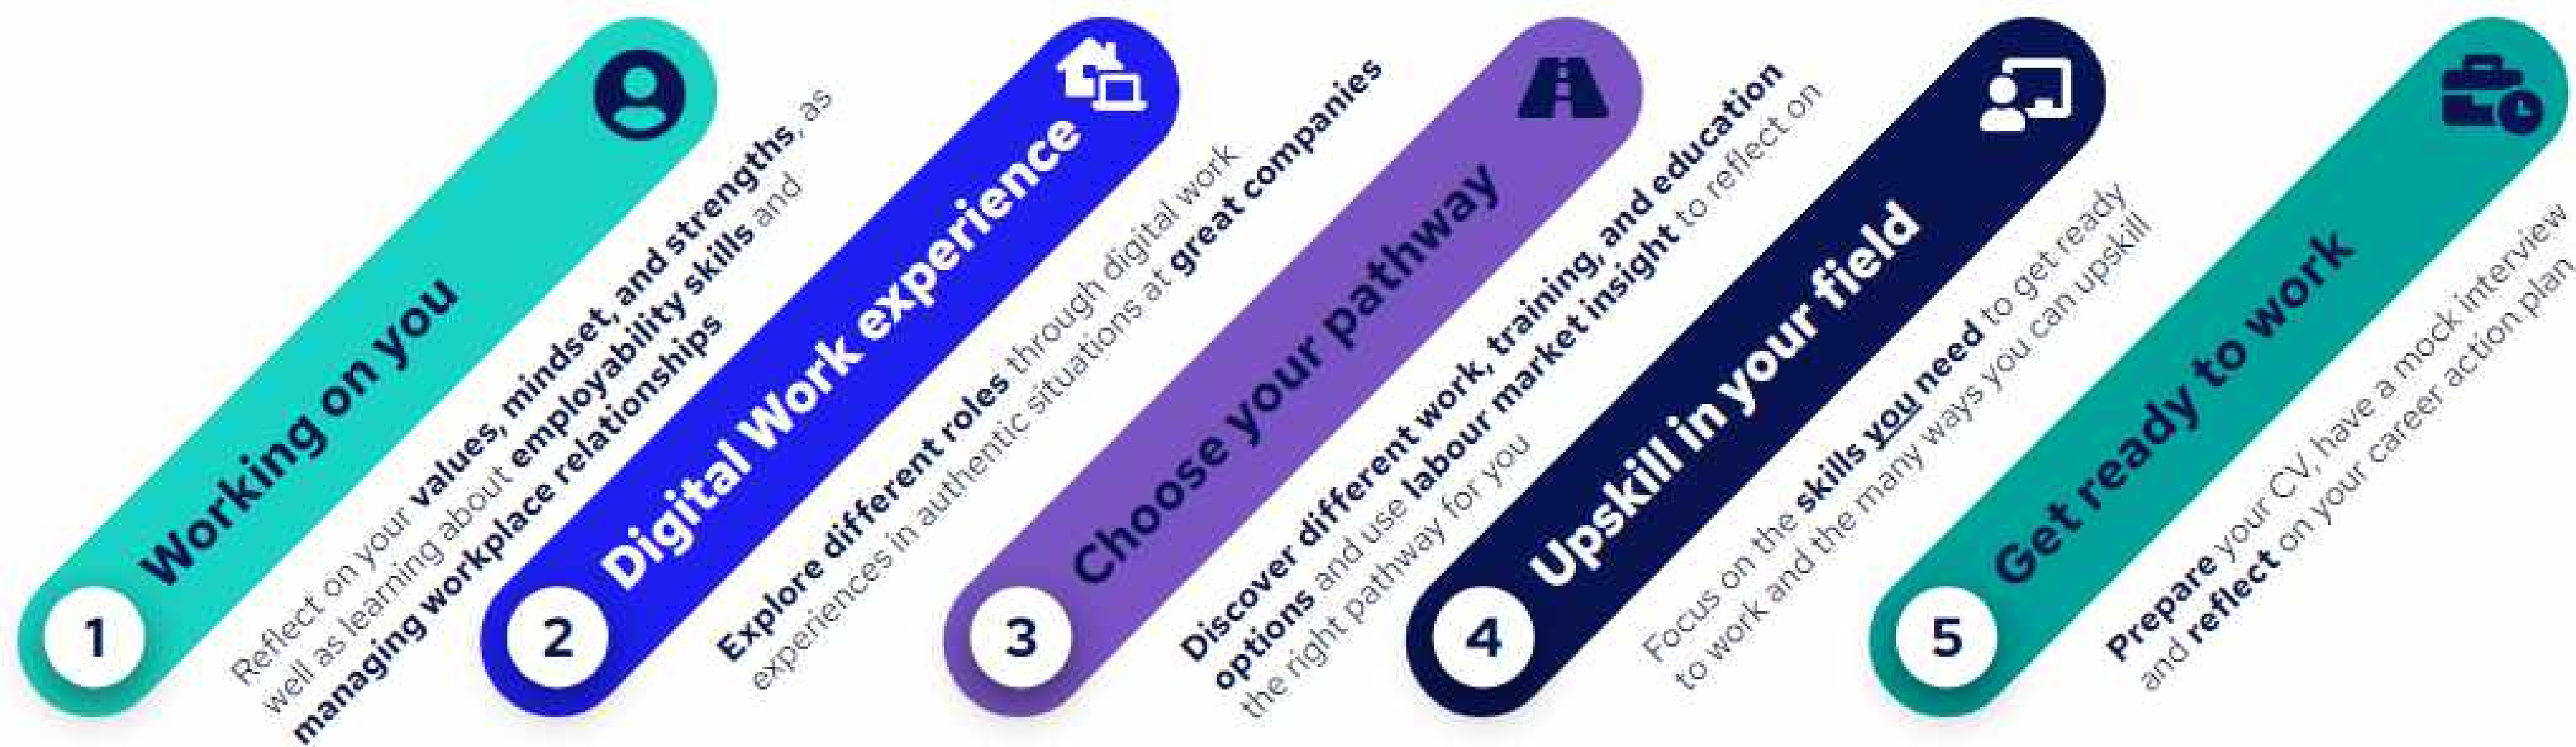 1
Working on you
Reflect on your values, mindset, and strengths, as
well as learning about employability skills and
managing workplace relationships
2
Digital Work experience
Explore different roles through digital work
experiences in authentic situations at great companies
3
Choose your pathway
Discover different work, training, and education
options and use labour market insight to reflect on
the right pathway for you
4
Upskill in your field
Focus on the skills you need to get ready
to work and the many ways you can upskill
5
Get ready to work
Prepare your CV, have a mock interview
and reflect on your career action plan